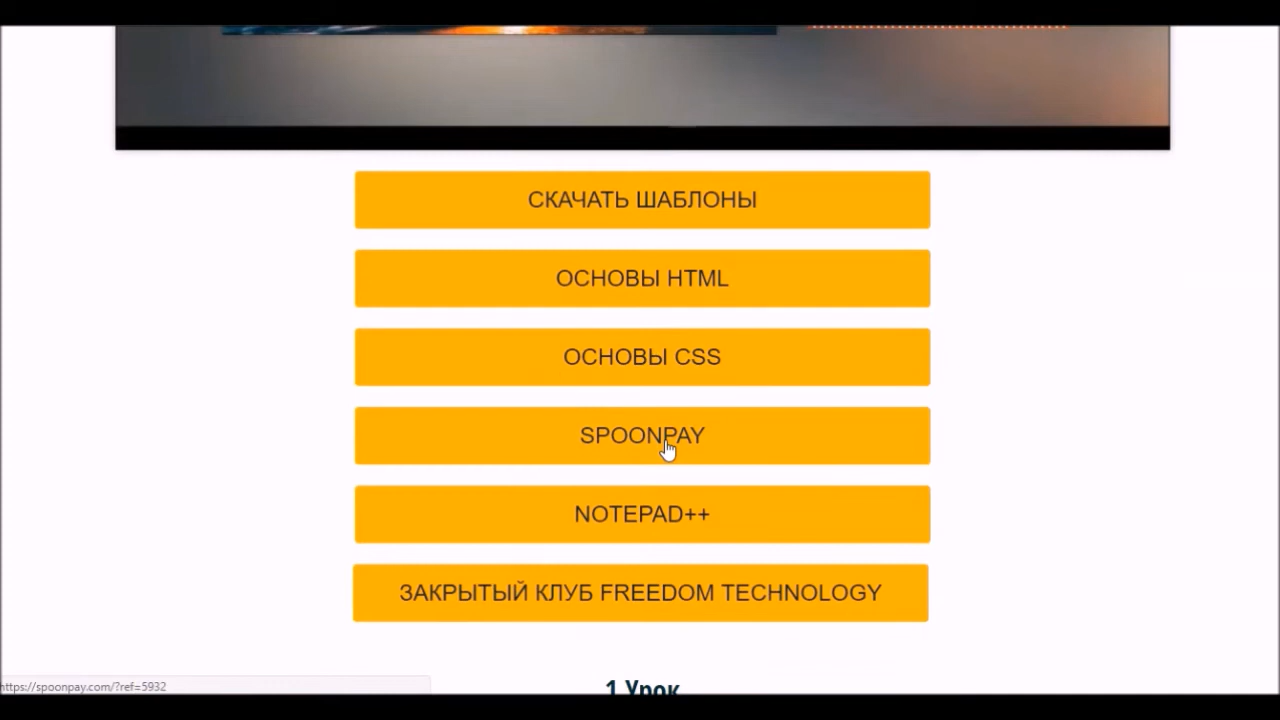 СКАЧАТЬ ШАБЛОНЫ
ОСНОВЫ HTML
ОСНОВЫ CSS
SPOONPAY
NOTEPAD++
ЗАКРЫТЫЙ КЛУБ FREEDOM TECHNOLOGY
1 Урок
https://spoonpay.com/?ref=5932